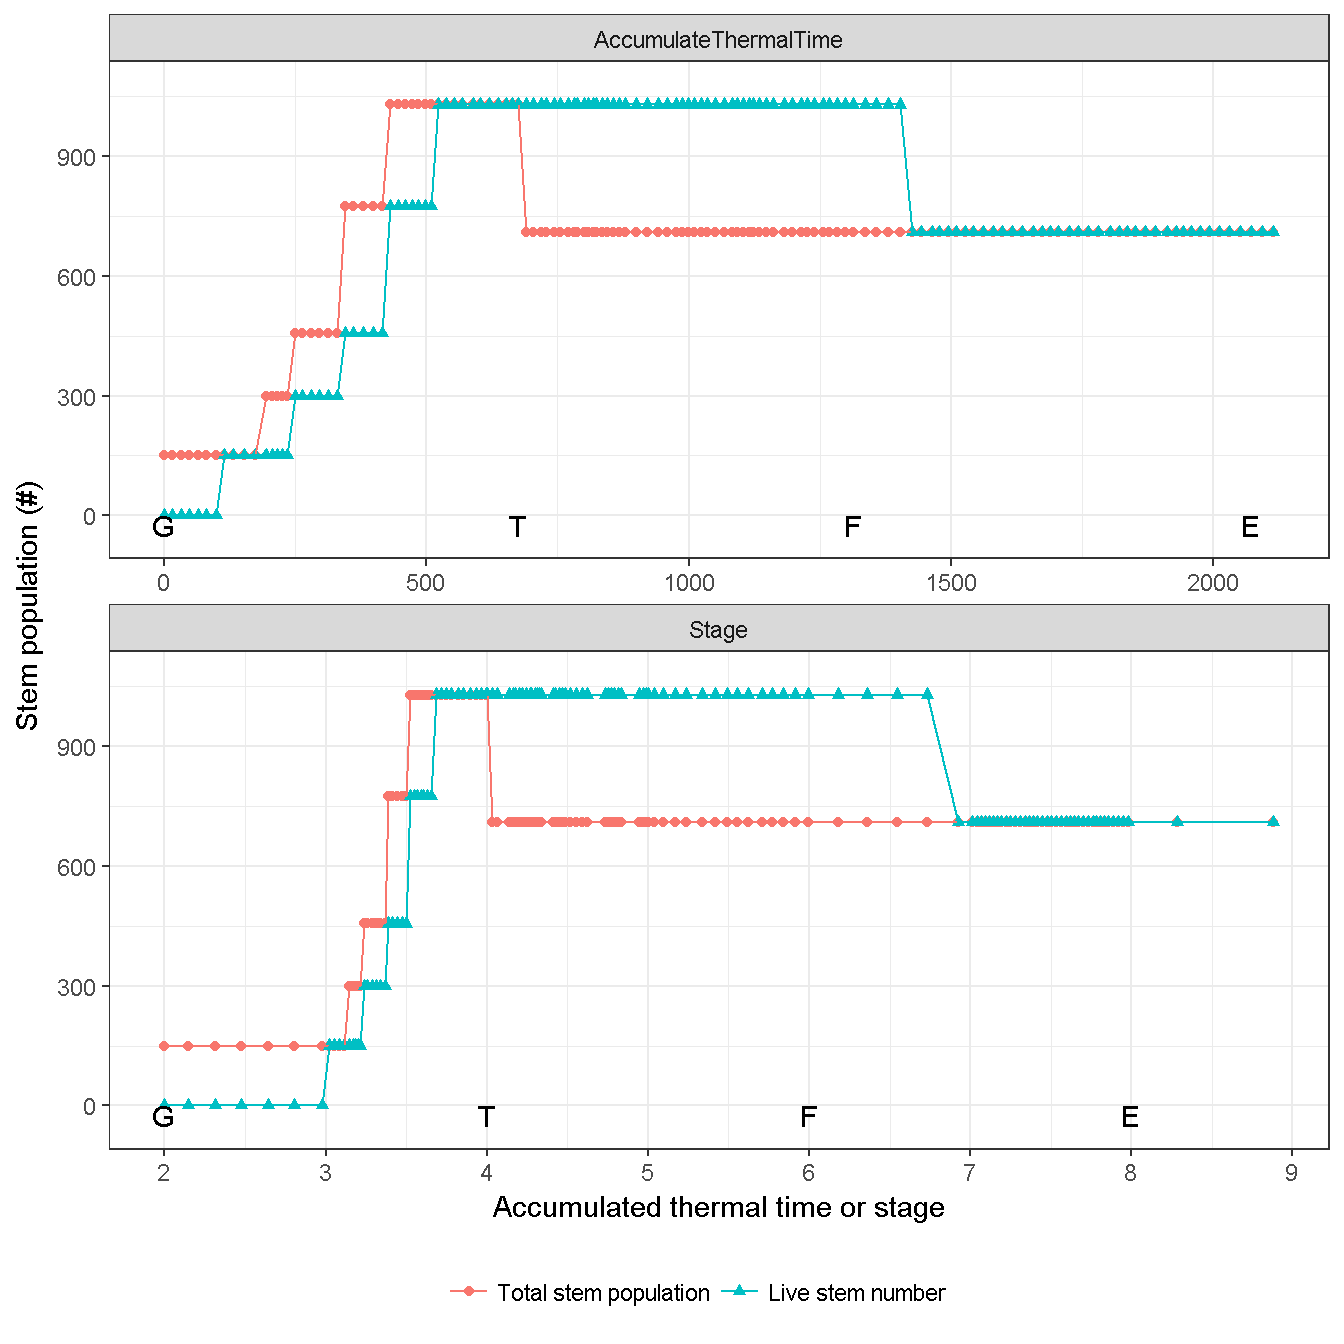 AccumulateThermalTime
900
600
300
0
G T F E
0 500 1000 1500 2000
Stage
900
600
300
0
G T F E
2 3 4 5 6 7 8 9
Stem population (#)
Accumulated thermal time or stage
Total stem population Live stem number